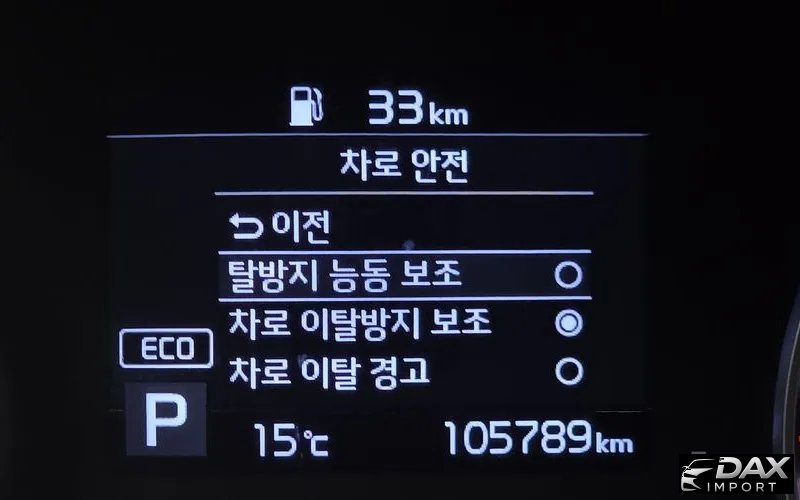 33km
차로 안전
이전
탈방지 능동 보조
차로 이탈방지 보조
차로 이탈 경고
ECO
P
15℃
105789km
DAX
IMPORT